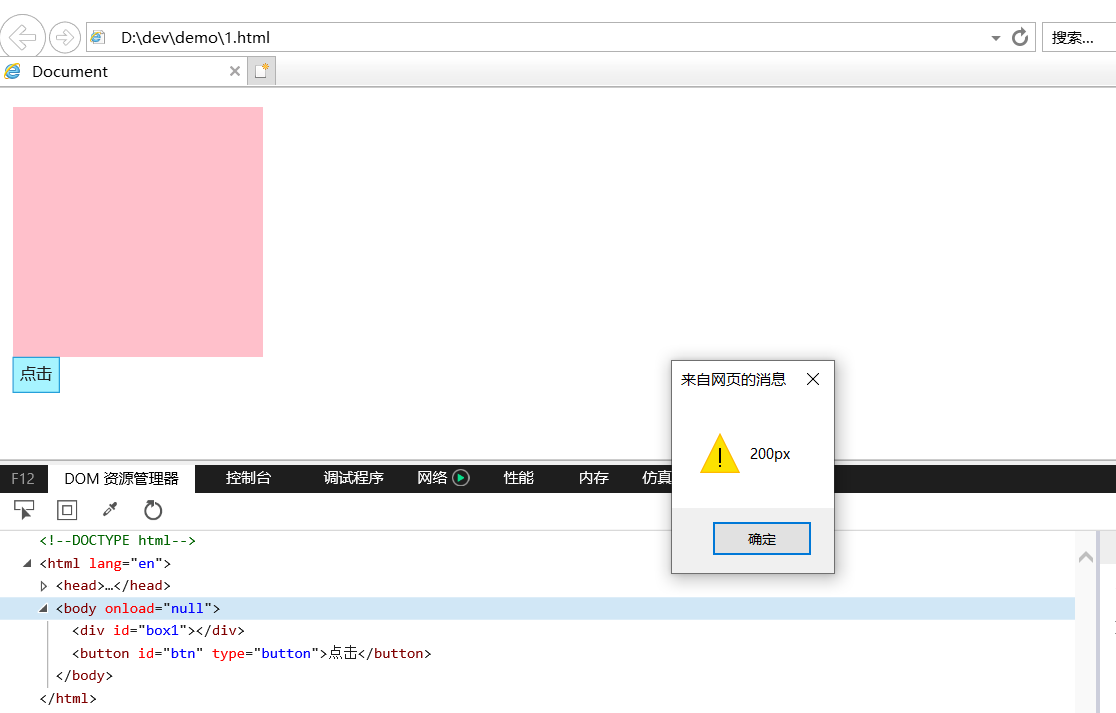 D:\dev\demo\1.html
搜索...
Document
点击
来自网页的消息
200px
确定
F12 DOM 资源管理器 控制台 调试程序 网络 性能 内存 仿真
<!--DOCTYPE html-->
<html lang="en">
<head>…</head>
<body onload="null">
<div id="box1"></div>
<button id="btn" type="button">点击</button>
</body>
</html>